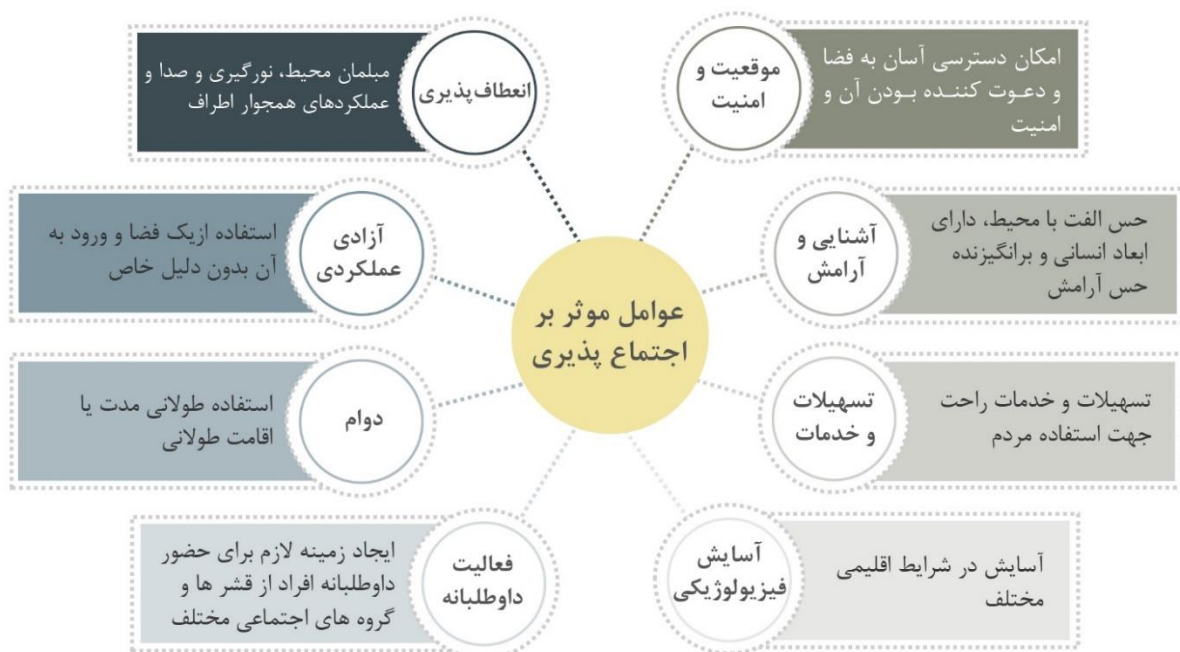 عوامل موثر بر
اجتماع پذیری
موقعیت و
امنیت
امکان دسترسی آسان به فضا
و دعوت کننده بودن آن و
امنیت
آشنایی و
آرامش
حس الفت با محیط، دارای
ابعاد انسانی و برانگیزنده
حس آرامش
تسهیلات
و خدمات
تسهیلات و خدمات راحت
جهت استفاده مردم
آسایش
فیزیولوژیکی
آسایش در شرایط اقلیمی
مختلف
انعطاف‌پذیری
مبلمان محیط، نورگیری و صدا و
عملکردهای همجوار اطراف
آزادی
عملکردی
استفاده ازیک فضا و ورود به
آن بدون دلیل خاص
دوام
استفاده طولانی مدت یا
اقامت طولانی
فعالیت
داوطلبانه
ایجاد زمینه لازم برای حضور
داوطلبانه افراد از قشر ها و
گروه های اجتماعی مختلف